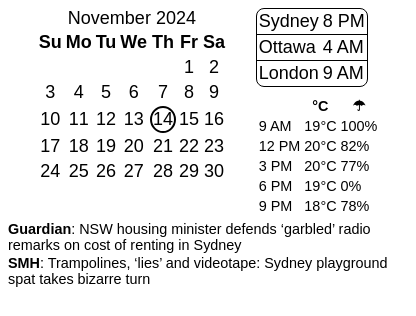 November 2024
Su Mo Tu We Th Fr Sa
1 2
3 4 5 6 7 8 9
10 11 12 13 14 15 16
17 18 19 20 21 22 23
24 25 26 27 28 29 30
Sydney 8 PM
Ottawa 4 AM
London 9 AM
°C ☂
9 AM 19°C 100%
12 PM 20°C 82%
3 PM 20°C 77%
6 PM 19°C 0%
9 PM 18°C 78%
Guardian: NSW housing minister defends ‘garbled’ radio
remarks on cost of renting in Sydney
SMH: Trampolines, ‘lies’ and videotape: Sydney playground
spat takes bizarre turn